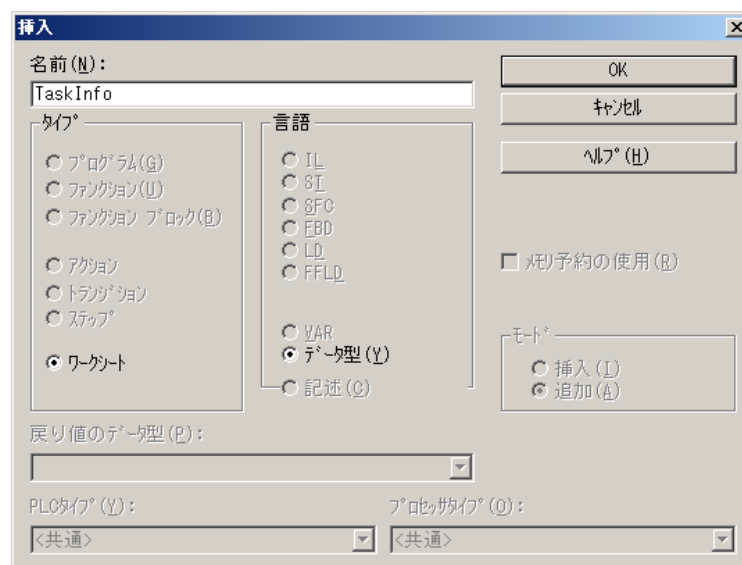 挿入
名前(N):
TaskInfo
OK
キャンセル
ヘルプ(H)
タイプ
プログラム(G)
ファンクション(U)
ファンクション ブロック(B)
アクション
トランジション
ステップ
ワークシート
言語
IL
ST
SFC
FBD
LD
FFLD
VAR
データ型(Y)
記述(C)
メモリ予約の使用(R)
モード
挿入(I)
追加(A)
戻り値のデータ型(P):
PLCタイプ(Y):
<共通>
プロセッサタイプ(O):
<共通>